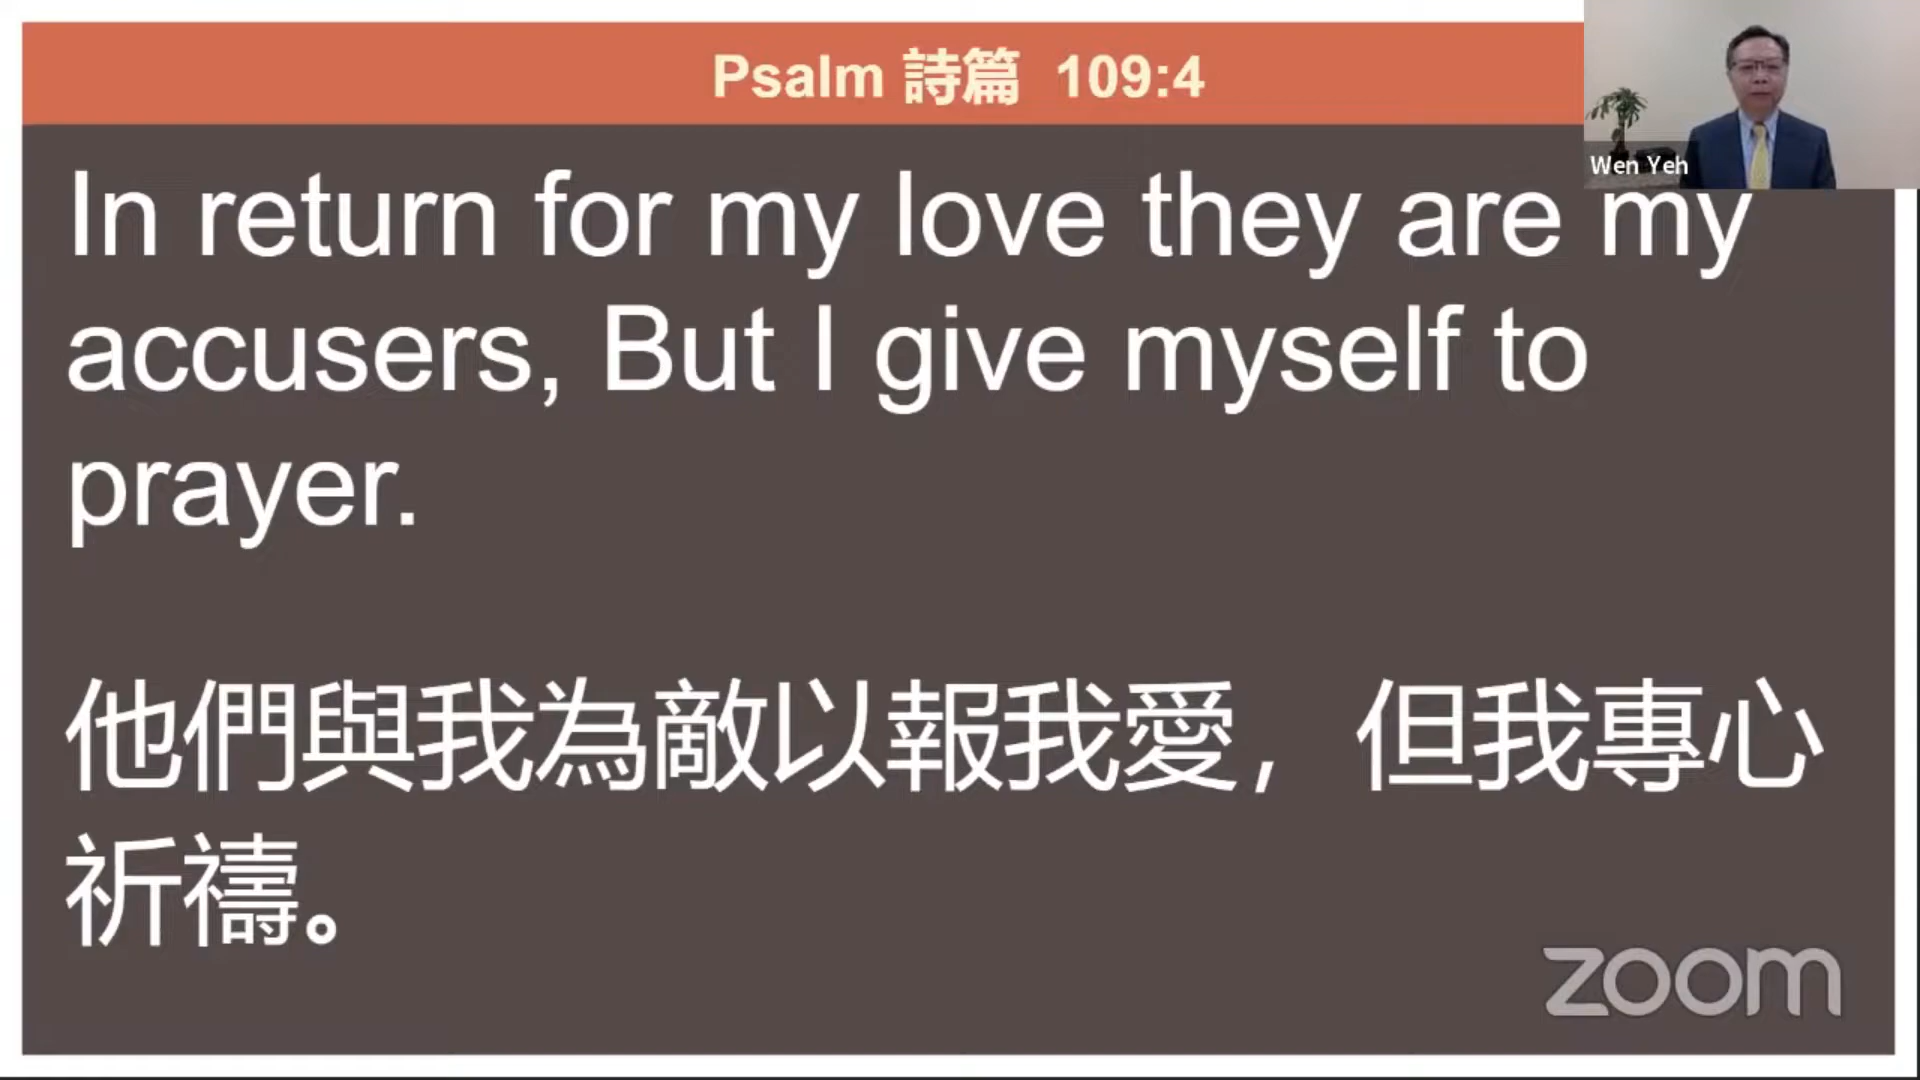 Psalm 詩篇 109:4
Wen Yeh
In return for my love they are my
accusers, But I give myself to
prayer.
他們與我為敵以報我愛，但我專心
祈禱。
zoom